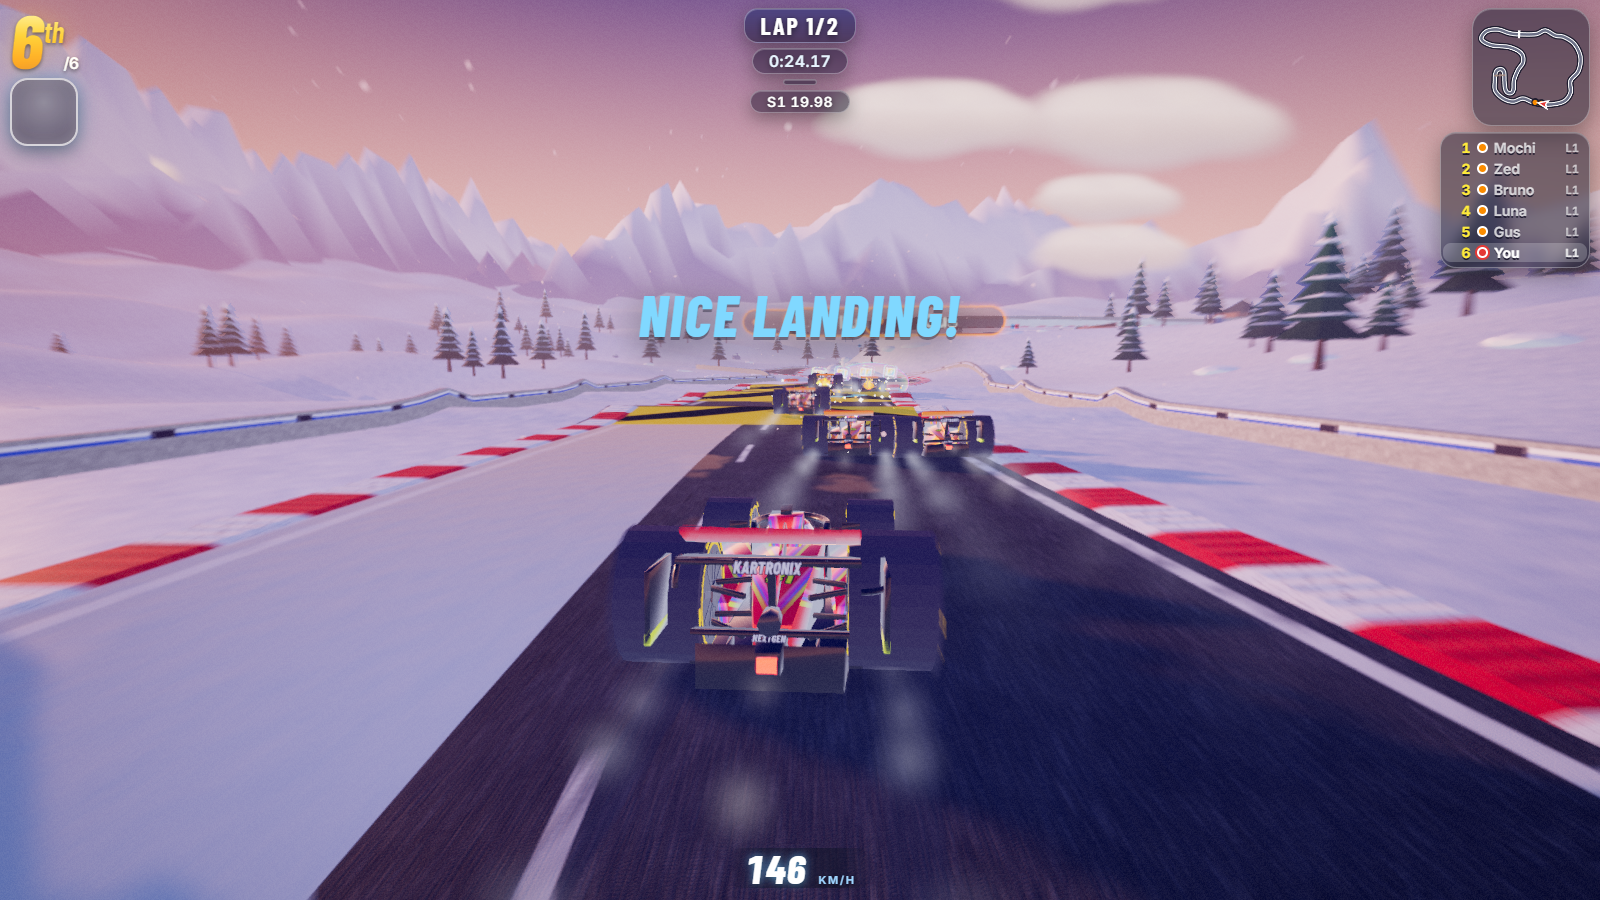 6th
/6
LAP 1/2
0:24.17
S1 19.98
1 Mochi L1
2 Zed L1
3 Bruno L1
4 Luna L1
5 Gus L1
6 You L1
NICE LANDING!
KARTRONIX
NEXTGEN
146 KM/H